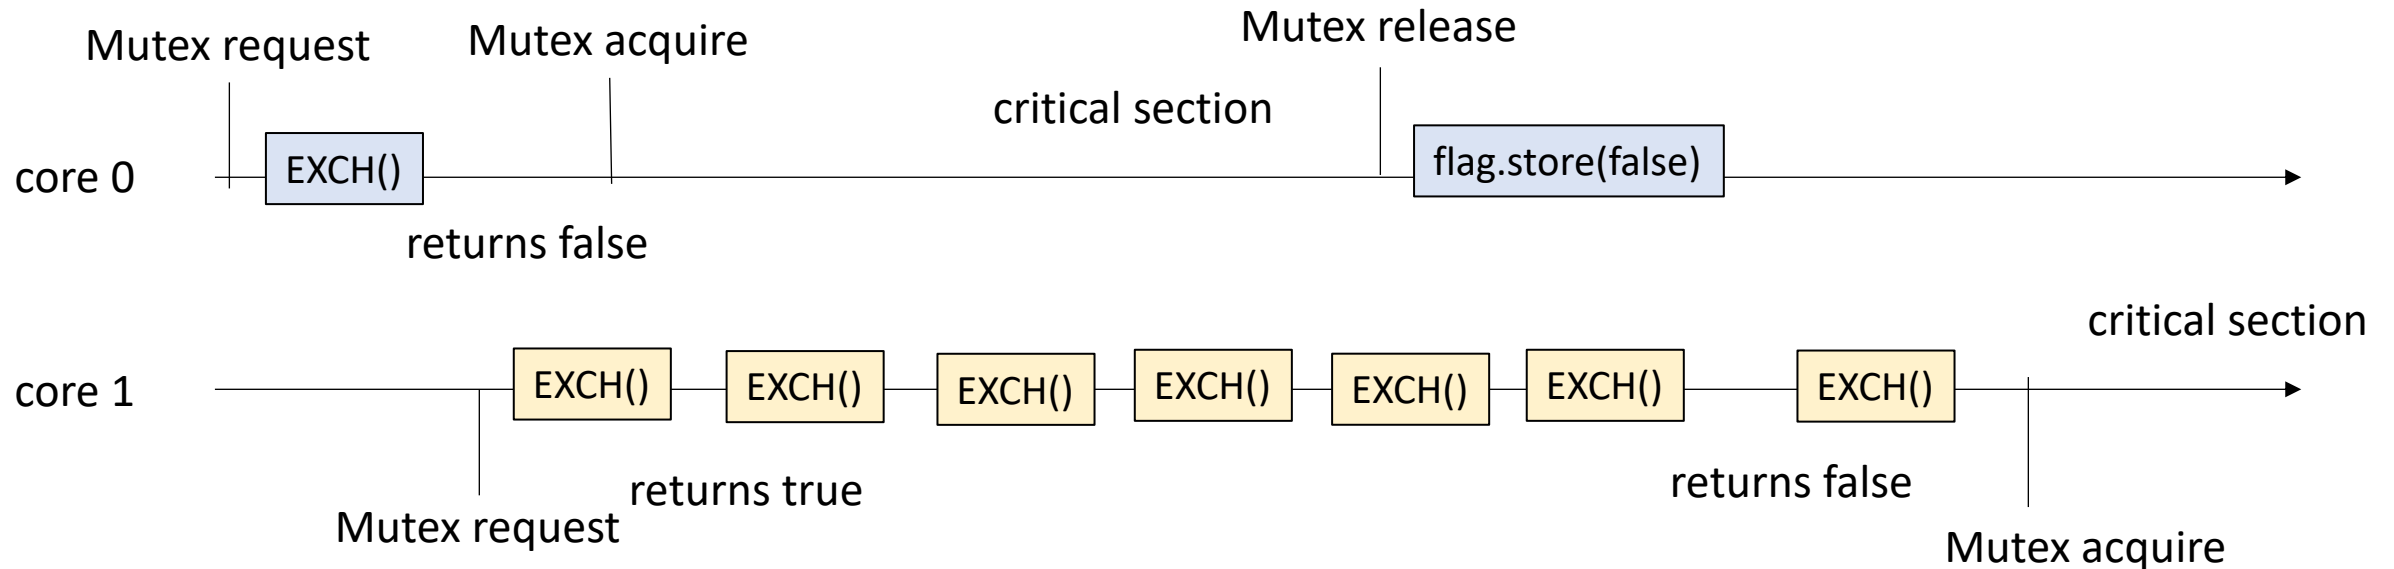 Mutex request
Mutex acquire
Mutex release
critical section
core 0
EXCH()
flag.store(false)
returns false
critical section
core 1
EXCH()
EXCH()
EXCH()
EXCH()
EXCH()
EXCH()
EXCH()
returns true
returns false
Mutex request
Mutex acquire